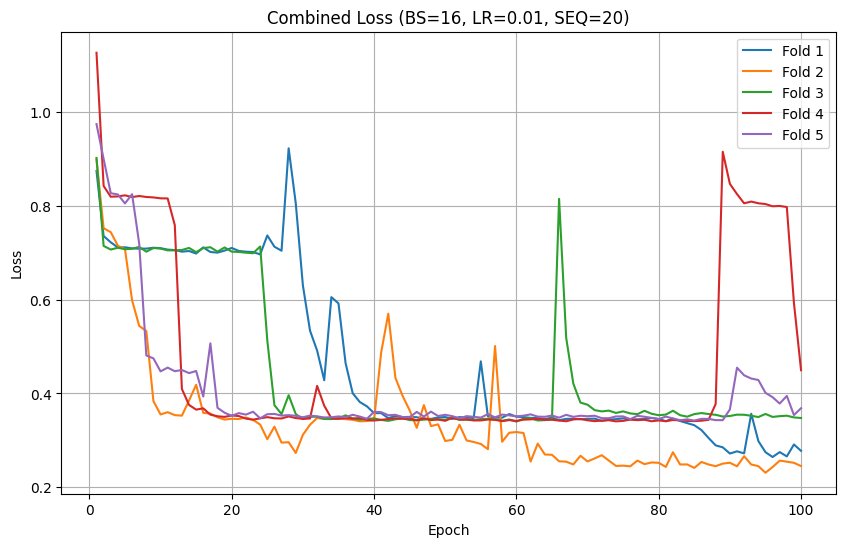 Combined Loss (BS=16, LR=0.01, SEQ=20)
Fold 1
Fold 2
Fold 3
Fold 4
Fold 5
Loss
1.0
0.8
0.6
0.4
0.2
0 20 40 60 80 100
Epoch